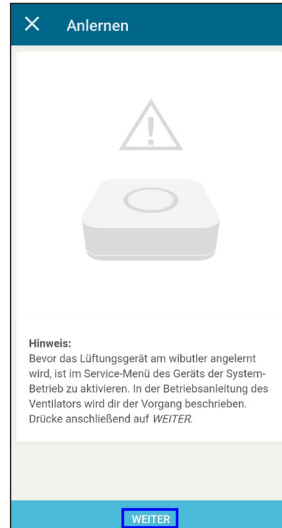 Anlernen
Hinweis:
Bevor das Lüftungsgerät am wibutler angelernt
wird, ist im Service-Menü des Geräts der System-
Betrieb zu aktivieren. In der Betriebsanleitung des
Ventilators wird dir der Vorgang beschrieben.
Drücke anschließend auf WEITER.
WEITER